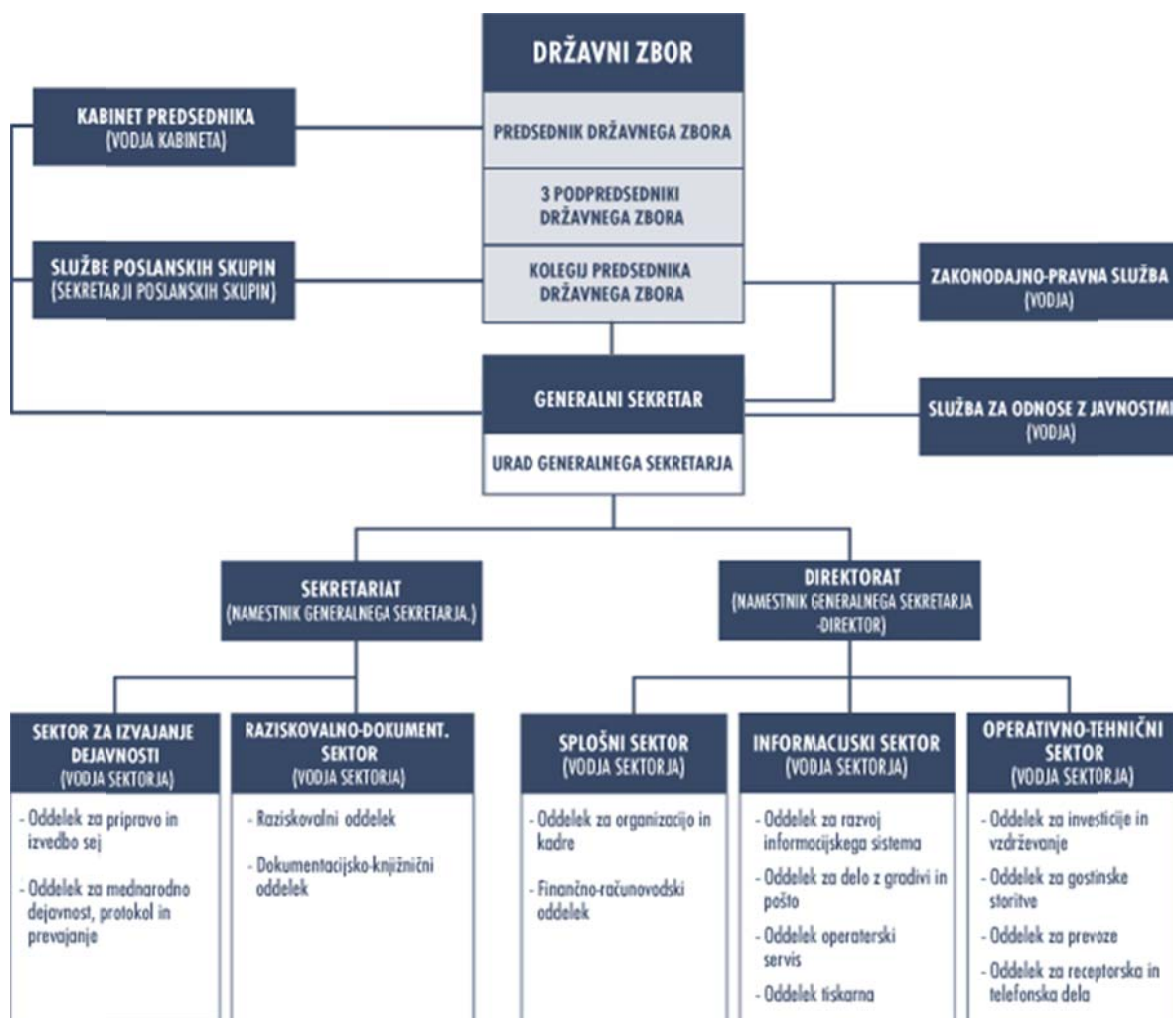 DRŽAVNI ZBOR
PREDSEDNIK DRŽAVNEGA ZBORA
3 PODPREDSEDNIKI
DRŽAVNEGA ZBORA
KOLEGIJ PREDSEDNIKA
DRŽAVNEGA ZBORA
KABINET PREDSEDNIKA
(VODJA KABINETA)
SLUŽBE POSLANSKIH SKUPIN
(SEKRETARJI POSLANSKIH SKUPIN)
ZAKONODAJNO-PRAVNA SLUŽBA
(VODJA)
GENERALNI SEKRETAR
URAD GENERALNEGA SEKRETARJA
SLUŽBA ZA ODNOSE Z JAVNOSTMI
(VODJA)
SEKRETARIAT
(NAMESTNIK GENERALNEGA SEKRETARJA.)
DIREKTORAT
(NAMESTNIK GENERALNEGA SEKRETARJA
-DIREKTOR)
SEKTOR ZA IZVAJANJE
DEJAVNOSTI
(VODJA SEKTORJA)
- Oddelek za pripravo in
izvedbo sej
- Oddelek za mednarodno
dejavnost, protokol in
prevajanje
RAZISKOVALNO-DOKUMENT.
SEKTOR
(VODJA SEKTORJA)
- Raziskovalni oddelek
- Dokumentacijsko-knjižnični
oddelek
SPLOŠNI SEKTOR
(VODJA SEKTORJA)
- Oddelek za organizacijo in
kadre
- Finančno-računovodski
oddelek
INFORMACIJSKI SEKTOR
(VODJA SEKTORJA)
- Oddelek za razvoj
informacijskega sistema
- Oddelek za delo z gradivi in
pošto
- Oddelek operaterski
servis
- Oddelek tiskarna
OPERATIVNO-TEHNIČNI
SEKTOR
(VODJA SEKTORJA)
- Oddelek za investicije in
vzdrževanje
- Oddelek za gostinske
storitve
- Oddelek za prevoze
- Oddelek za receptorska in
telefonska dela